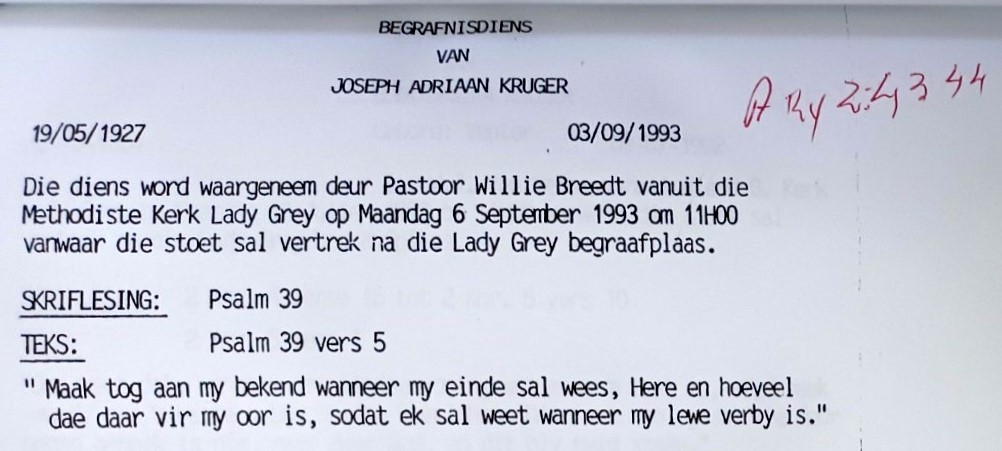 BEGRAFNISDIENS
VAN
JOSEPH ADRIAAN KRUGER
19/05/1927 03/09/1993
Die diens word waargeneem deur Pastoor Willie Breedt vanuit die
Methodiste Kerk Lady Grey op Maandag 6 September 1993 om 11H00
vanwaar die stoet sal vertrek na die Lady Grey begraafplaas.
SKRIFLESING: Psalm 39
TEKS: Psalm 39 vers 5
" Maak tog aan my bekend wanneer my einde sal wees, Here en hoeveel
dae daar vir my oor is, sodat ek sal weet wanneer my lewe verby is."